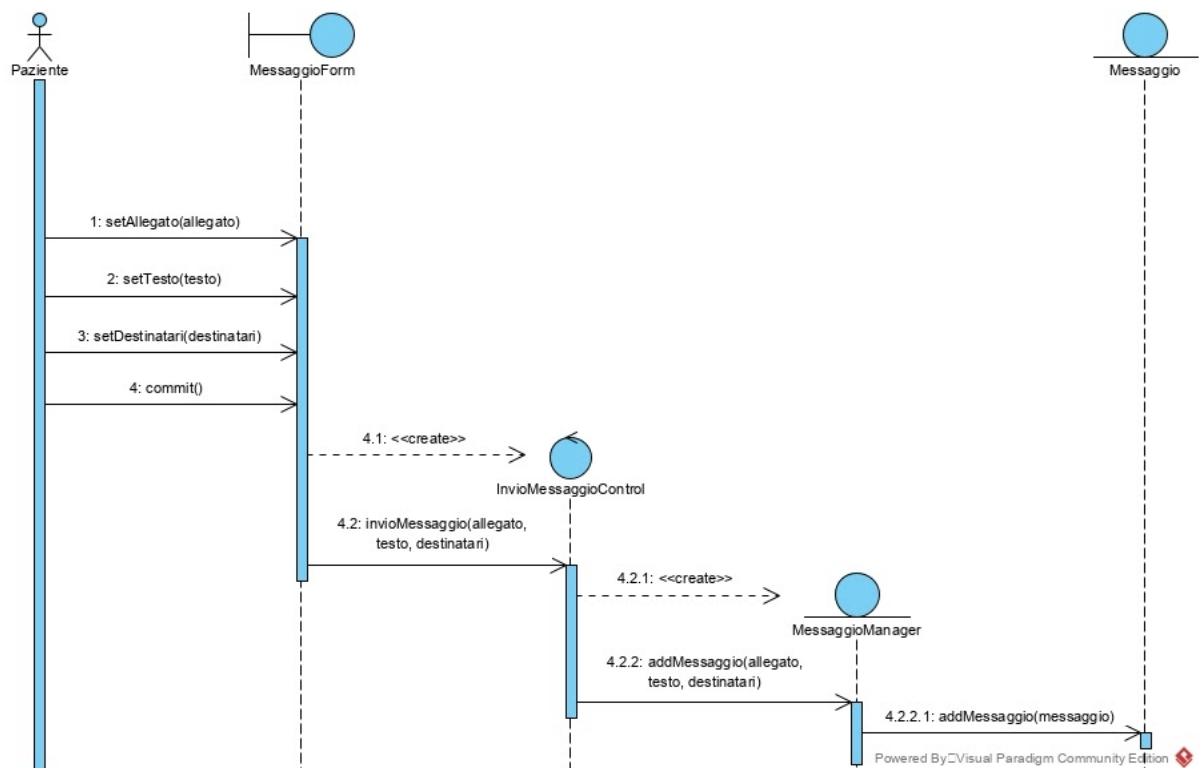 Paziente
MessaggioForm
Messaggio
1: setAllegato(allegato)
2: setTesto(testo)
3: setDestinatari(destinatari)
4: commit()
4.1: <<create>>
InvioMessaggioControl
4.2: invioMessaggio(allegato,
testo, destinatari)
4.2.1: <<create>>
MessaggioManager
4.2.2: addMessaggio(allegato,
testo, destinatari)
4.2.2.1: addMessaggio(messaggio)
Powered By Visual Paradigm Community Edition